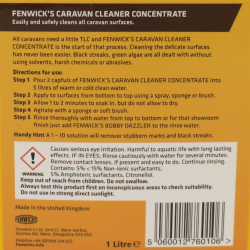 FENWICK'S CARAVAN CLEANER CONCENTRATE
Easily and safely cleans all caravan surfaces.
All caravans need a little TLC and FENWICK'S CARAVAN CLEANER
CONCENTRATE is the start of that process. Cleaning the delicate surfaces
has never been easier. Black streaks, green algae are all dealt with without
using solvents, harsh chemicals or abrasives.
Directions for use:
Step 1 Pour 2 capfuls of FENWICK'S CARAVAN CLEANER CONCENTRATE into
5 litres of warm or cold clean water.
Step 2 Apply to surfaces from bottom to top using a spray, sponge or brush.
Step 3 Allow 1 to 2 minutes to soak in, but do not allow to dry.
Step 4 Agitate with a sponge or soft brush.
Step 5 Rinse thoroughly with water from top to bottom or for that showroom
finish just add FENWICK'S BOBBY DAZZLER to the rinse water.
Handy Hint A 1 - 10 solution will remove stubborn marks and black streaks.
Causes serious eye irritation. Harmful to aquatic life with long lasting
effects. IF IN EYES: Rinse cautiously with water for several minutes.
Remove contact lenses, if present and easy to do. Continue rinsing.
Contains: 5% < 15% Non-ionic surfactants.
5% Amphoteric surfactants, Citronellol.
Keep out of reach from children. Do not mix with other products.
Always test this product first on inconspicuous areas if in doubt.
Do not use in strong sunlight.
Made in the United Kingdom
FENWICKS
1 Litre e
5 060012 760106 >